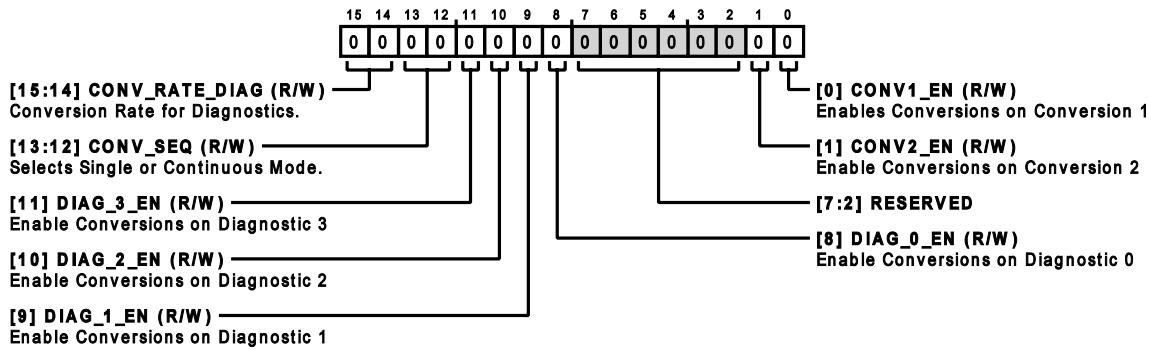 15 14 13 12 11 10 9 8 7 6 5 4 3 2 1 0
0 0 0 0 0 0 0 0 0 0 0 0 0 0 0 0
[15:14] CONV_RATE_DIAG (R/W)
Conversion Rate for Diagnostics.
[13:12] CONV_SEQ (R/W)
Selects Single or Continuous Mode.
[11] DIAG_3_EN (R/W)
Enable Conversions on Diagnostic 3
[10] DIAG_2_EN (R/W)
Enable Conversions on Diagnostic 2
[9] DIAG_1_EN (R/W)
Enable Conversions on Diagnostic 1
[0] CONV1_EN (R/W)
Enables Conversions on Conversion 1
[1] CONV2_EN (R/W)
Enable Conversions on Conversion 2
[7:2] RESERVED
[8] DIAG_0_EN (R/W)
Enable Conversions on Diagnostic 0